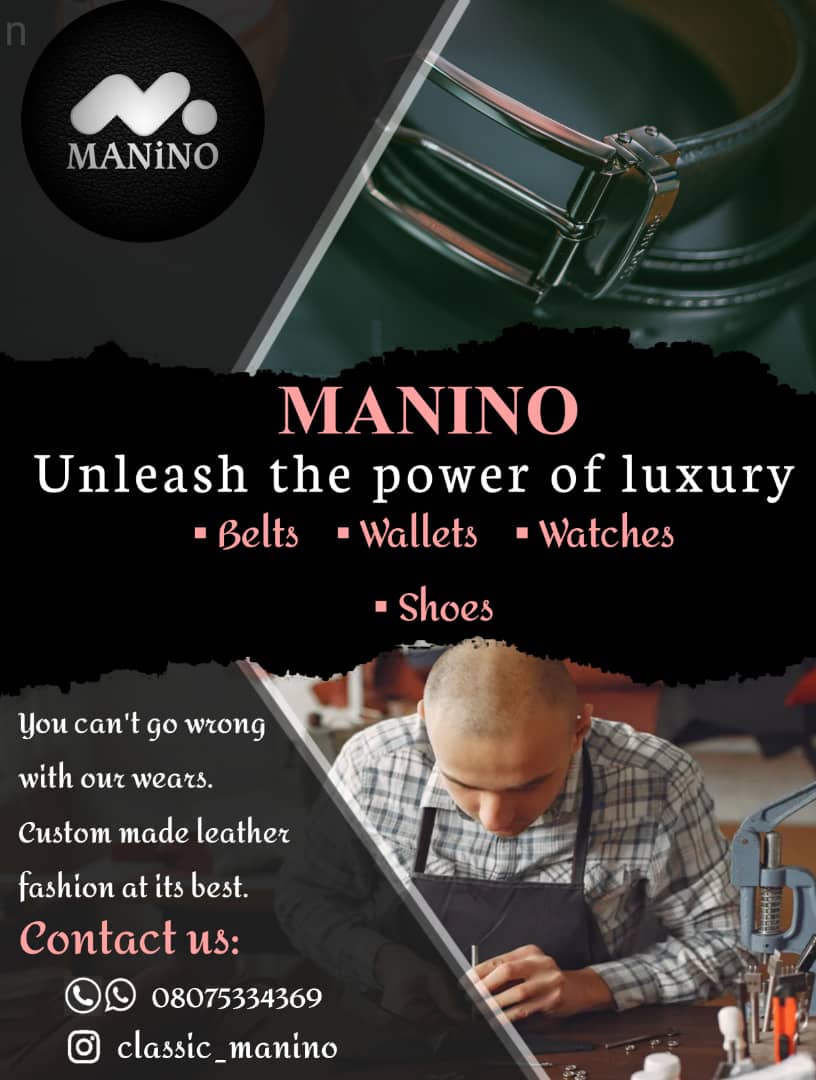 n
MANiNO
MANINO
Unleash the power of luxury
▪ Belts ▪ Wallets ▪ Watches
▪ Shoes
You can't go wrong
with our wears.
Custom made leather
fashion at its best.
Contact us:
08075334369
classic_manino